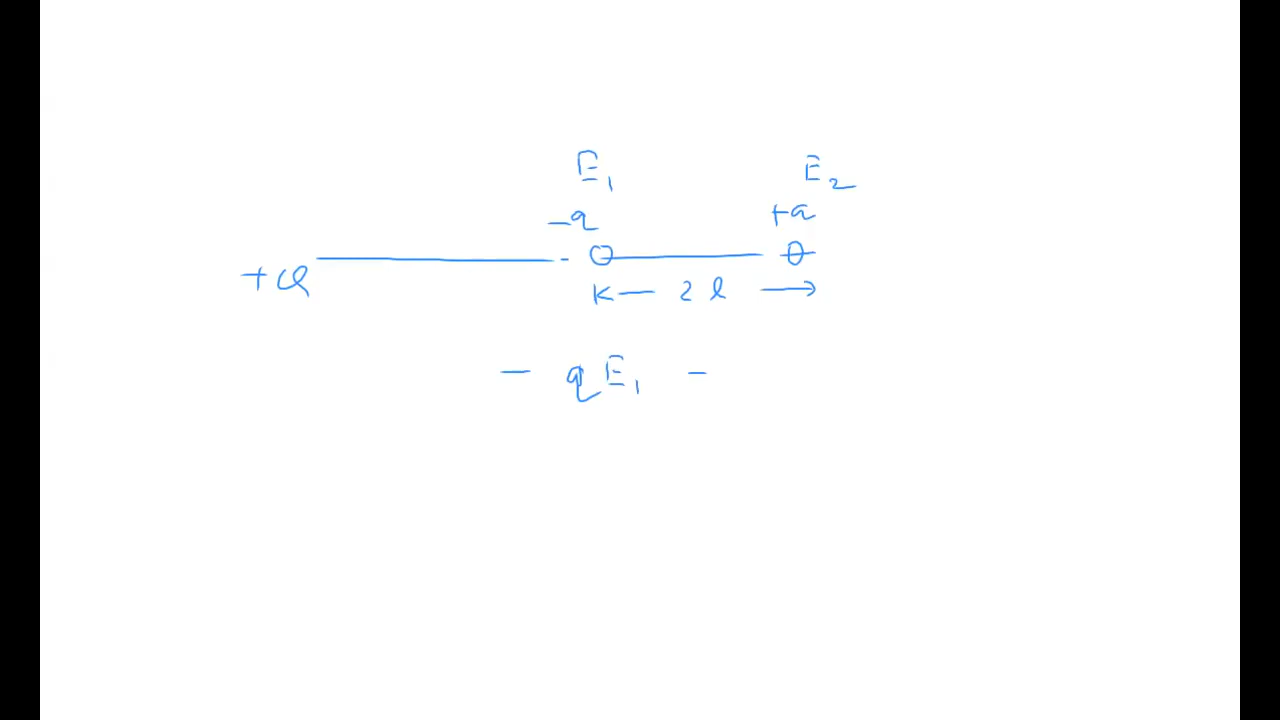 E₁ E₂
-q +q
+Q - ⊖ ⊕
K— 2l →
- qE₁ -